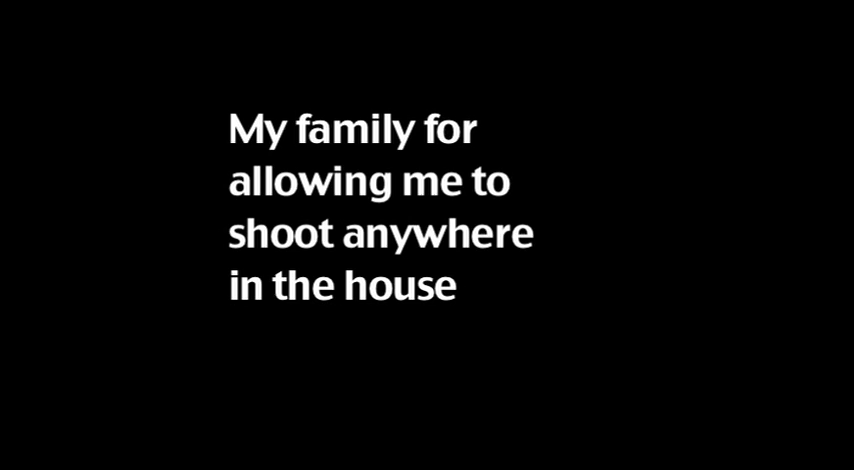 My family for
allowing me to
shoot anywhere
in the house